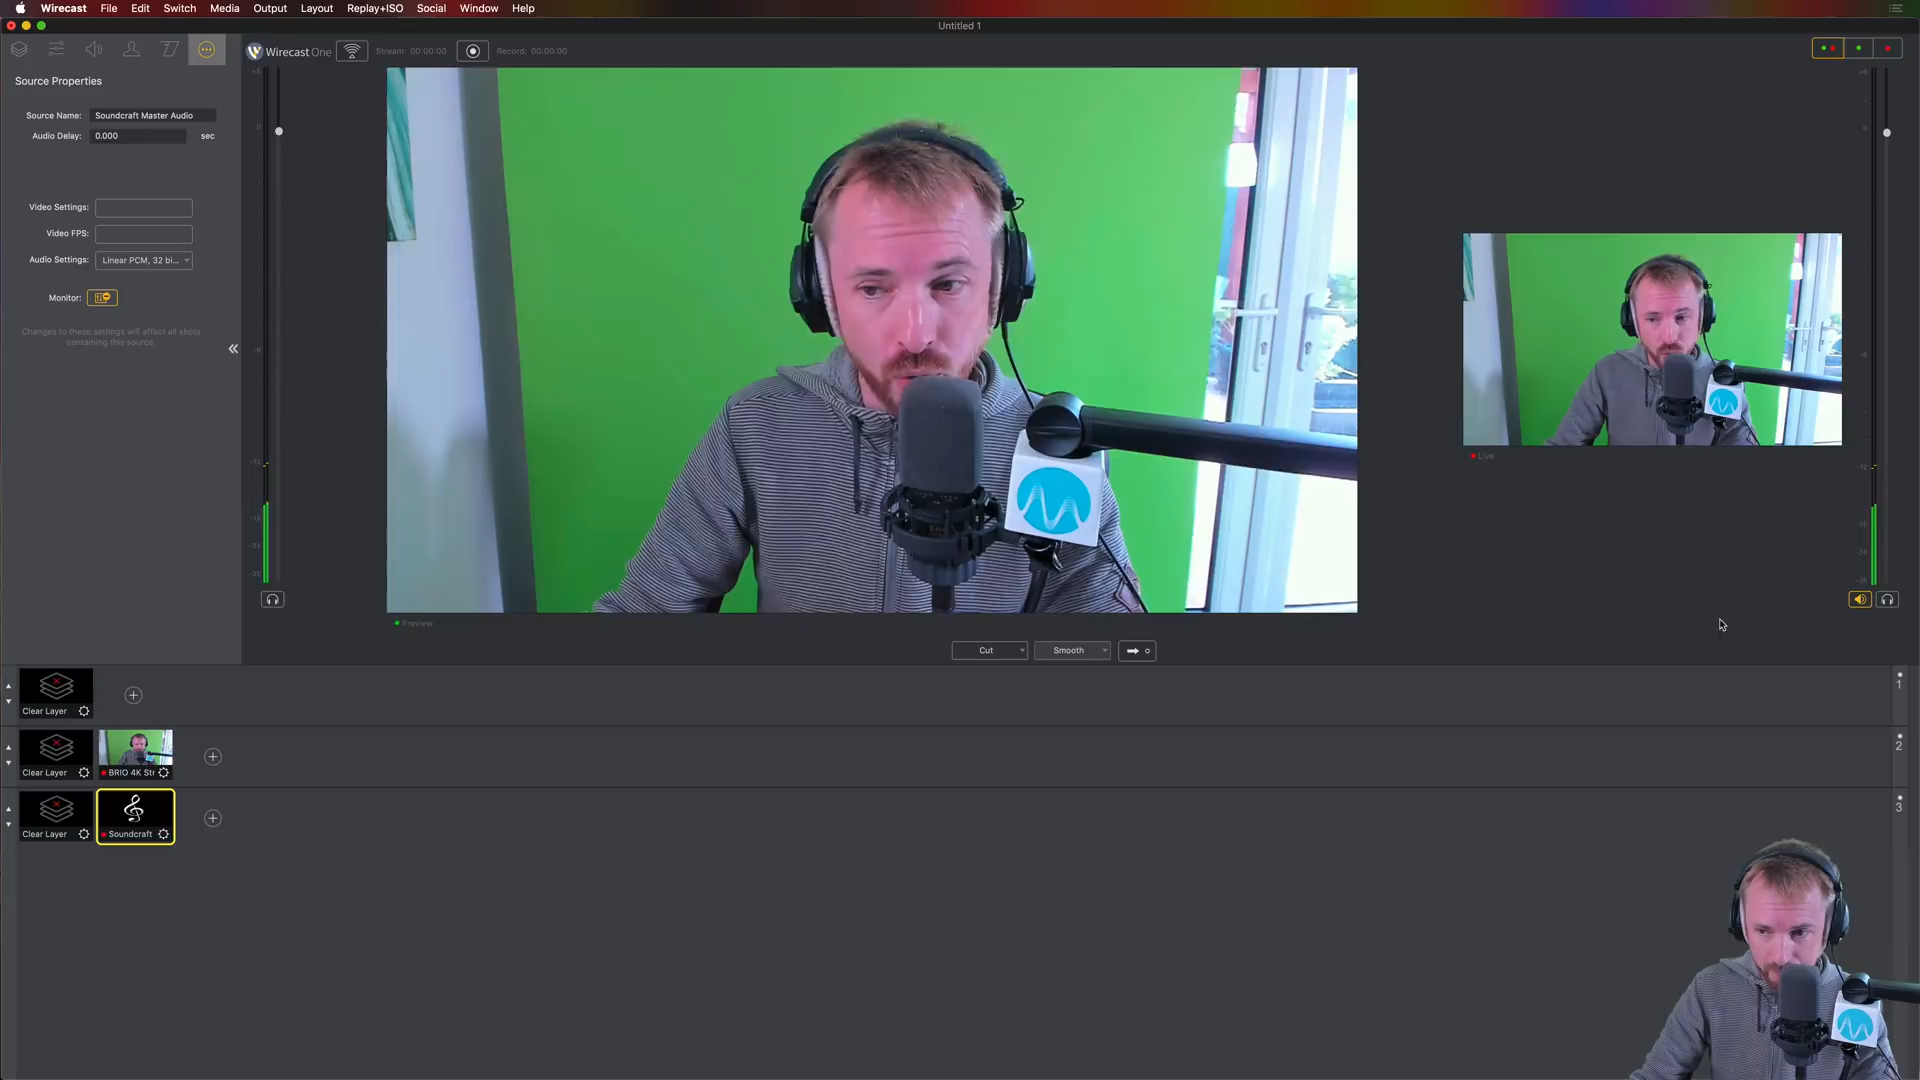 Wirecast File Edit Switch Media Output Layout Replay+ISO Social Window Help
Untitled 1
Wirecast One Stream: 00:00:00 Record: 00:00:00
Source Properties
Source Name: Soundcraft Master Audio
Audio Delay: 0.000 sec
Video Settings:
Video FPS:
Audio Settings: Linear PCM, 32 bi...
Monitor:
Changes to these settings will affect all shots
containing this source.
Live
Preview
Cut Smooth
Clear Layer 1
Clear Layer BRIO 4K Str 2
Clear Layer Soundcraft 3